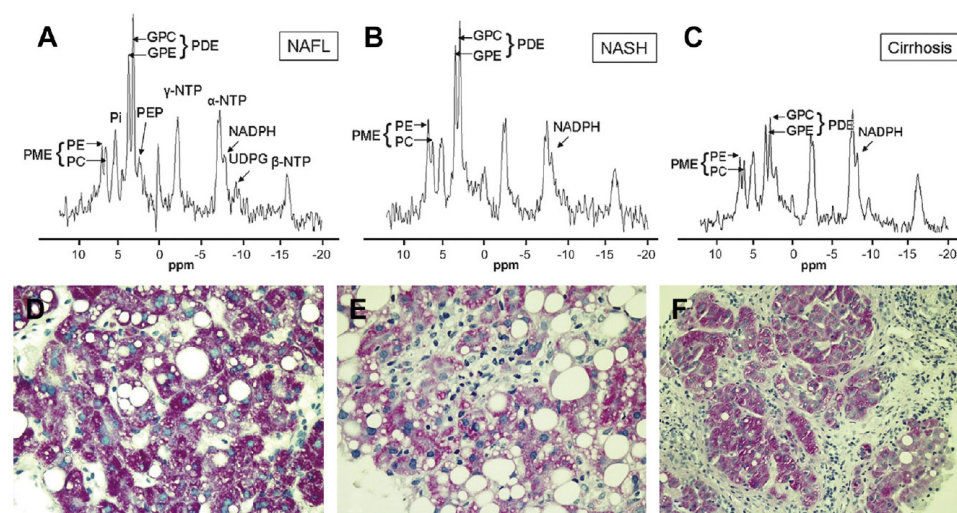 A
GPC
GPE } PDE
NAFL
Pi
PEP
γ-NTP
α-NTP
NADPH
UDPG
β-NTP
PME { PE
PC
10 5 0 -5 -10 -15 -20
ppm
B
GPC
GPE } PDE
NASH
PME { PE
PC
NADPH
10 5 0 -5 -10 -15 -20
ppm
C
Cirrhosis
GPC
GPE } PDE
NADPH
PME { PE
PC
10 5 0 -5 -10 -15 -20
ppm
D
E
F